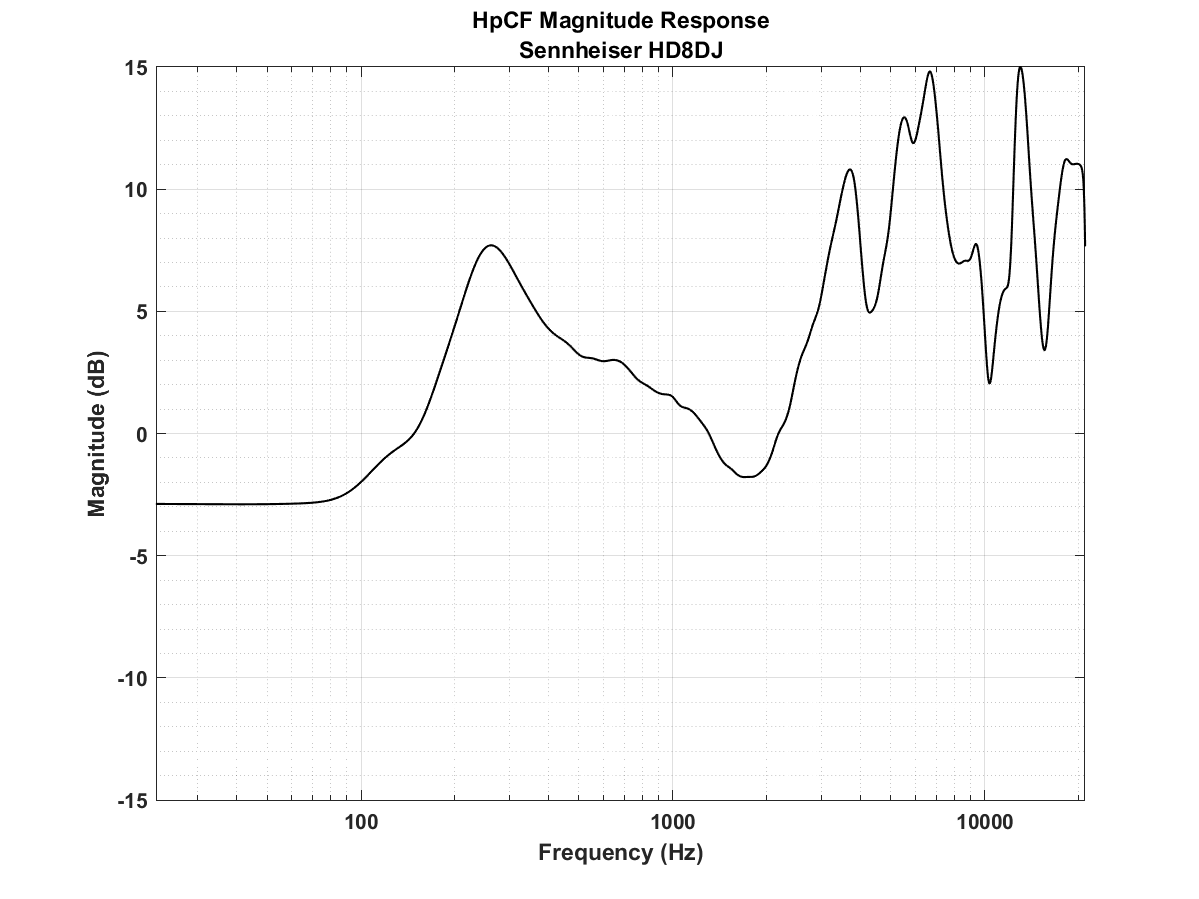 HpCF Magnitude Response
Sennheiser HD8DJ
15
10
5
0
-5
-10
-15
Magnitude (dB)
100 1000 10000
Frequency (Hz)